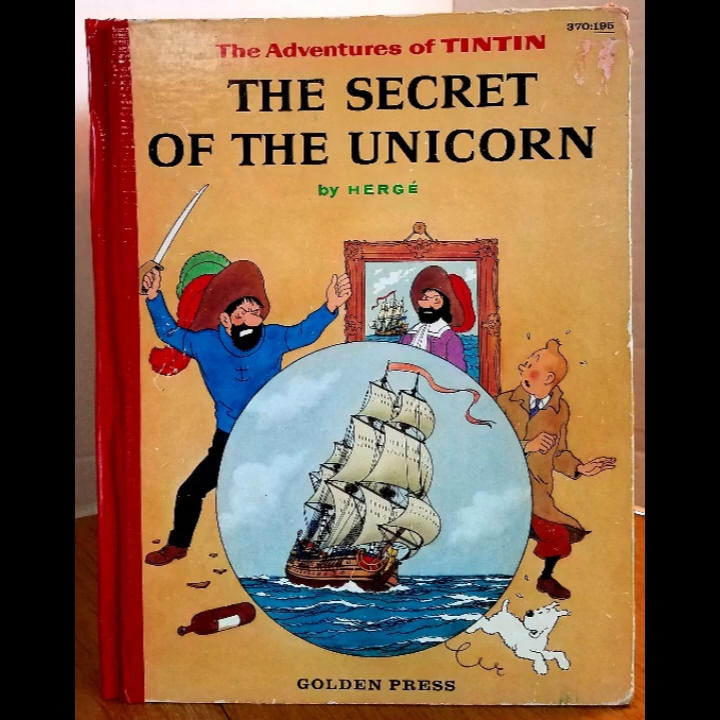 370:195
The Adventures of TINTIN
THE SECRET
OF THE UNICORN
by HERGÉ
GOLDEN PRESS